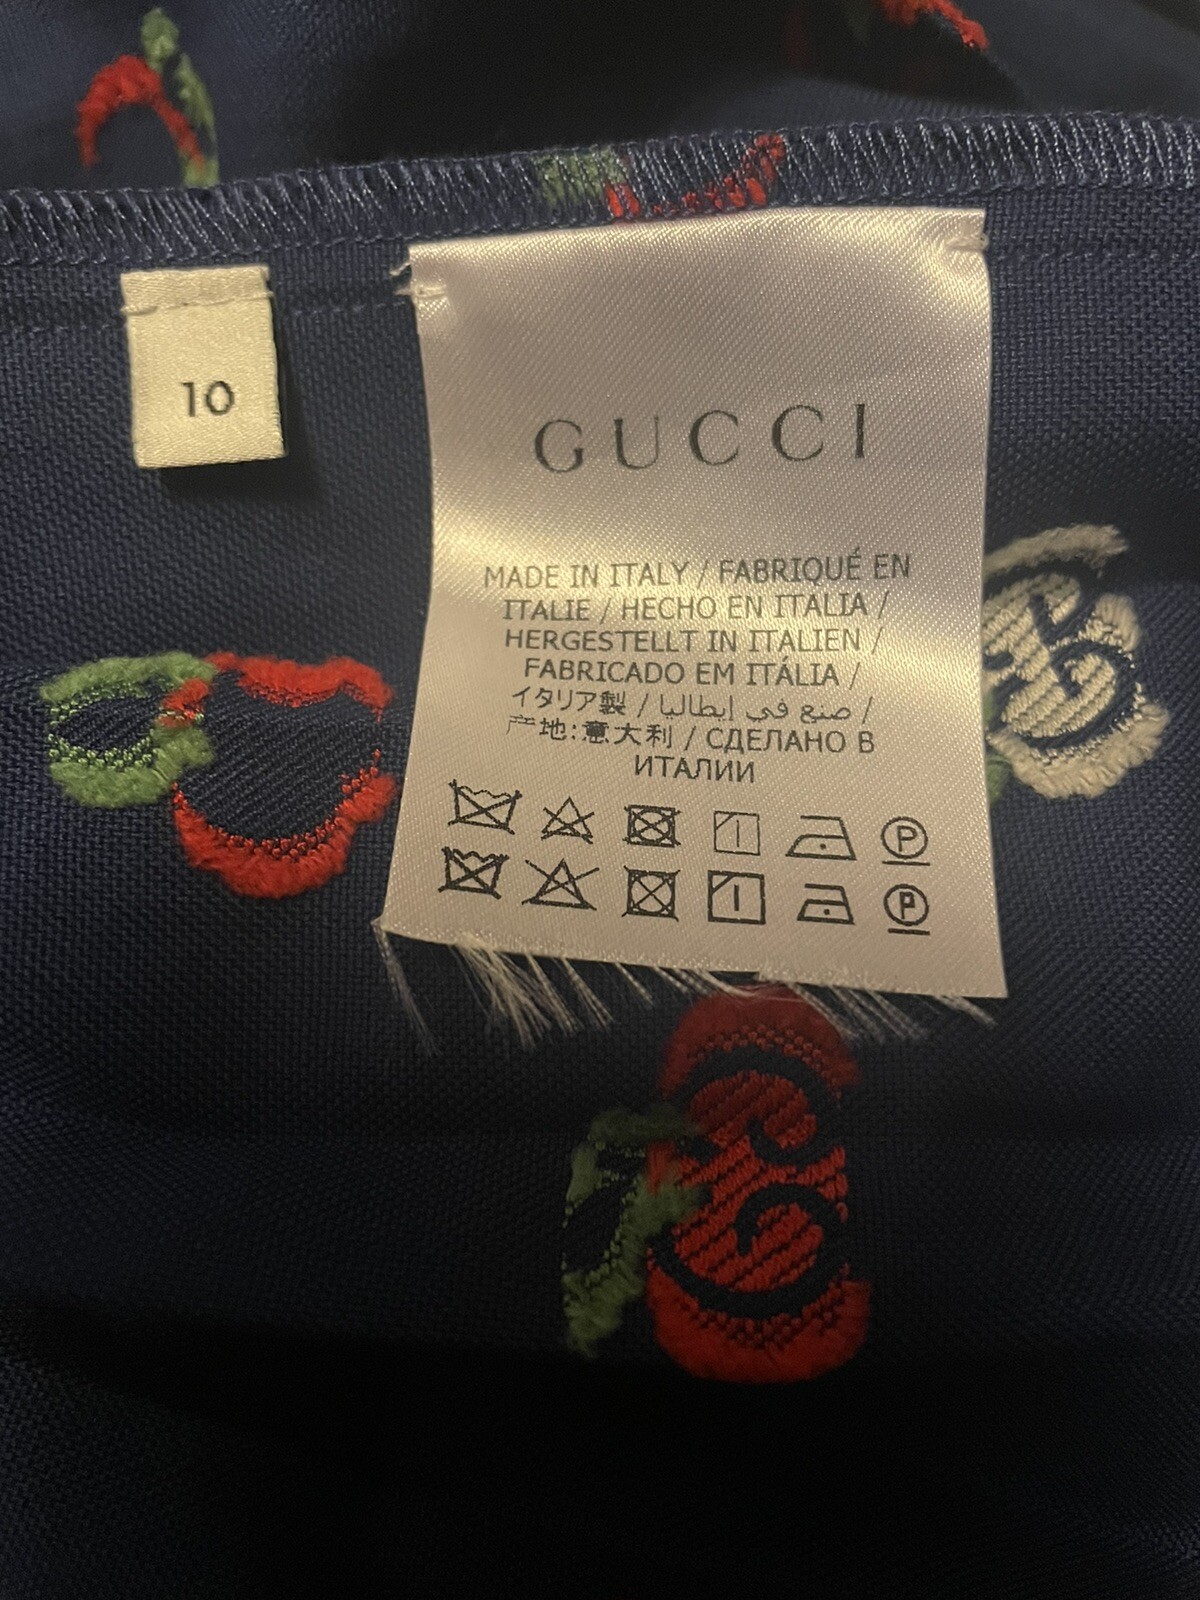 10
GUCCI
MADE IN ITALY / FABRIQUÉ EN
ITALIE / HECHO EN ITALIA /
HERGESTELLT IN ITALIEN /
FABRICADO EM ITÁLIA /
イタリア製 / صنع في إيطاليا /
产地:意大利 / СДЕЛАНО В
ИТАЛИИ
P
P